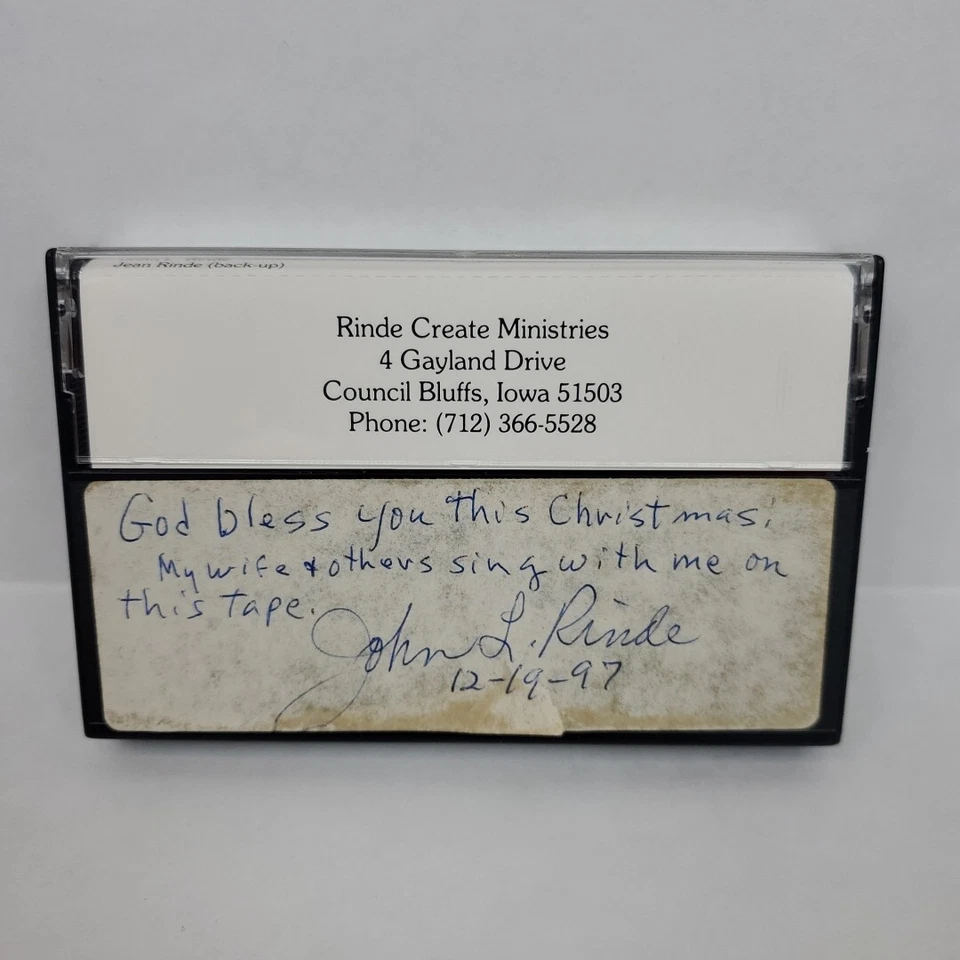 Jean Rinde (back-up)
Rinde Create Ministries
4 Gayland Drive
Council Bluffs, Iowa 51503
Phone: (712) 366-5528
God bless you this Christmas.
My wife & others sing with me on
this tape.
John L. Rinde
12-19-97